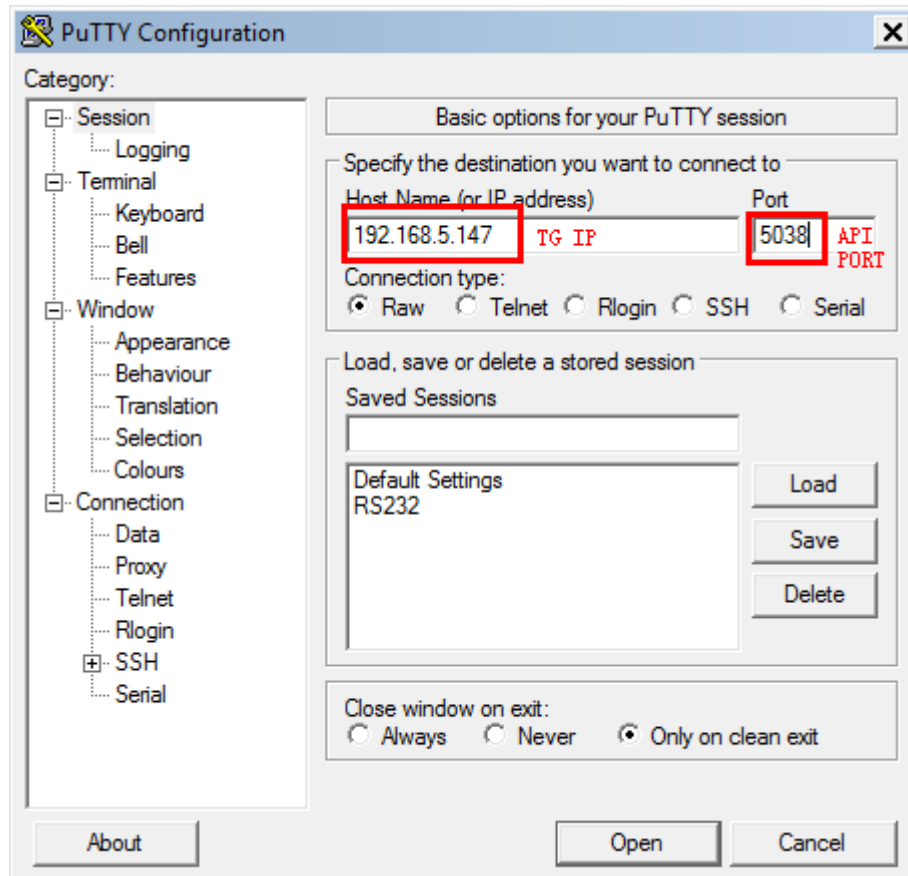 PuTTY Configuration
Category:
Session
Logging
Terminal
Keyboard
Bell
Features
Window
Appearance
Behaviour
Translation
Selection
Colours
Connection
Data
Proxy
Telnet
Rlogin
SSH
Serial
Basic options for your PuTTY session
Specify the destination you want to connect to
Host Name (or IP address) Port
192.168.5.147 TG IP 5038 API
PORT
Connection type:
Raw Telnet Rlogin SSH Serial
Load, save or delete a stored session
Saved Sessions
Default Settings
RS232
Load
Save
Delete
Close window on exit:
Always Never Only on clean exit
About Open Cancel